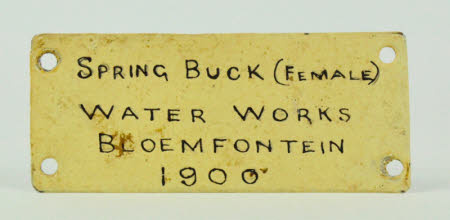 SPRING BUCK (FEMALE)
WATER WORKS
BLOEMFONTEIN
1900